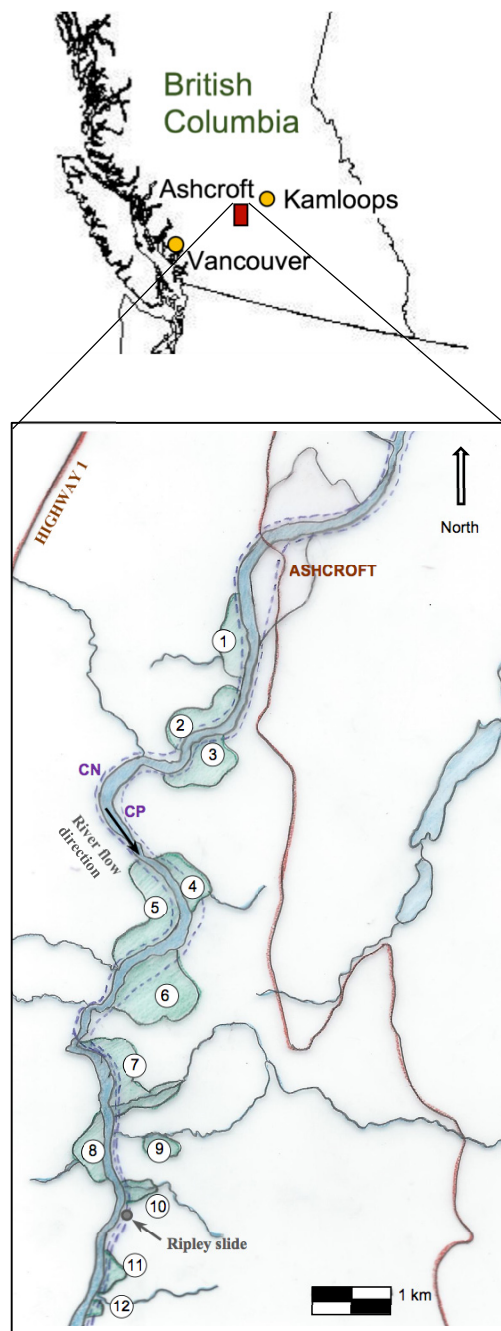 British
Columbia
Ashcroft
Kamloops
Vancouver
HIGHWAY 1
North
ASHCROFT
1
2
3
CN
CP
River flow
direction
4
5
6
7
8
9
10
Ripley slide
11
12
1 km